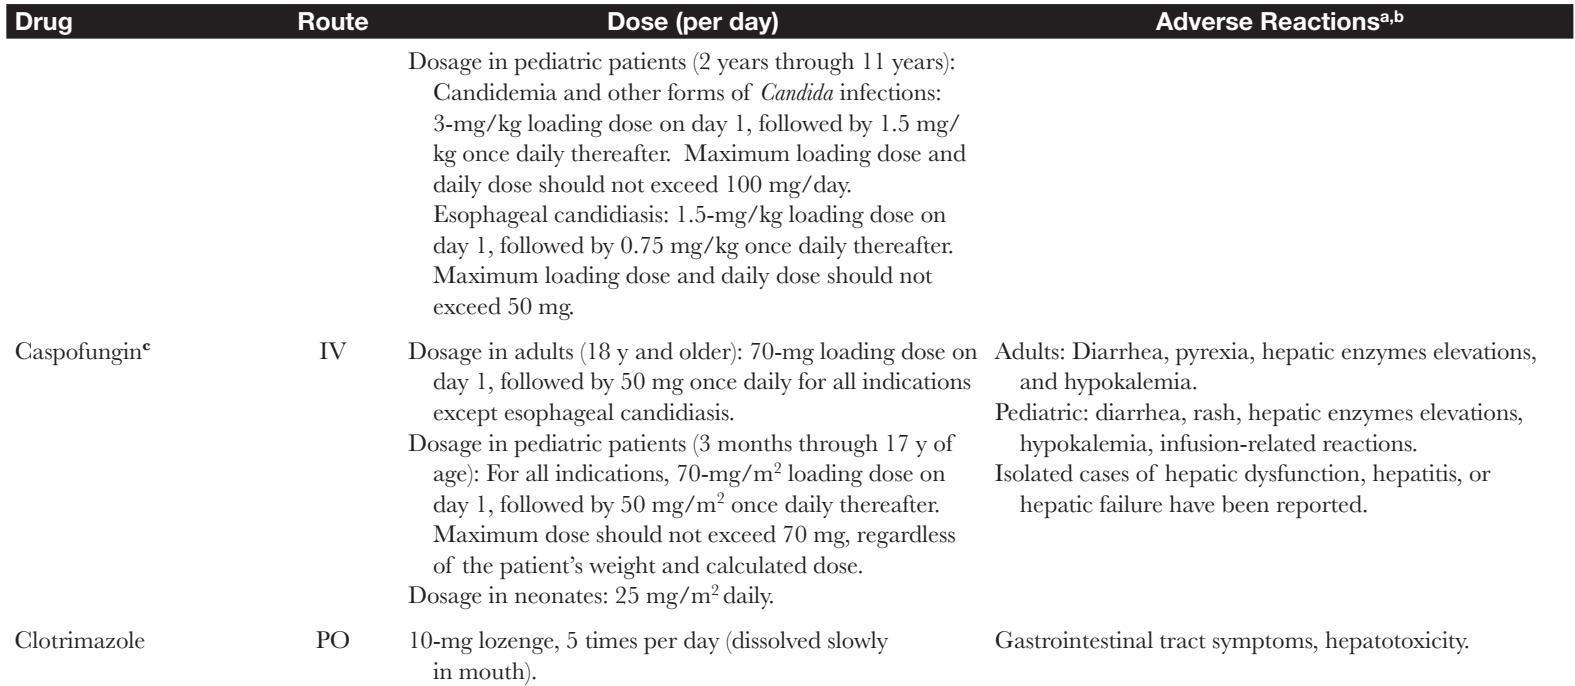 Drug Route Dose (per day) Adverse Reactionsa,b
Dosage in pediatric patients (2 years through 11 years):
Candidemia and other forms of Candida infections:
3-mg/kg loading dose on day 1, followed by 1.5 mg/
kg once daily thereafter. Maximum loading dose and
daily dose should not exceed 100 mg/day.
Esophageal candidiasis: 1.5-mg/kg loading dose on
day 1, followed by 0.75 mg/kg once daily thereafter.
Maximum loading dose and daily dose should not
exceed 50 mg.
Caspofunginc IV Dosage in adults (18 y and older): 70-mg loading dose on
day 1, followed by 50 mg once daily for all indications
except esophageal candidiasis.
Dosage in pediatric patients (3 months through 17 y of
age): For all indications, 70-mg/m2 loading dose on
day 1, followed by 50 mg/m2 once daily thereafter.
Maximum dose should not exceed 70 mg, regardless
of the patient’s weight and calculated dose.
Dosage in neonates: 25 mg/m2 daily.
Adults: Diarrhea, pyrexia, hepatic enzymes elevations,
and hypokalemia.
Pediatric: diarrhea, rash, hepatic enzymes elevations,
hypokalemia, infusion-related reactions.
Isolated cases of hepatic dysfunction, hepatitis, or
hepatic failure have been reported.
Clotrimazole PO 10-mg lozenge, 5 times per day (dissolved slowly
in mouth).
Gastrointestinal tract symptoms, hepatotoxicity.